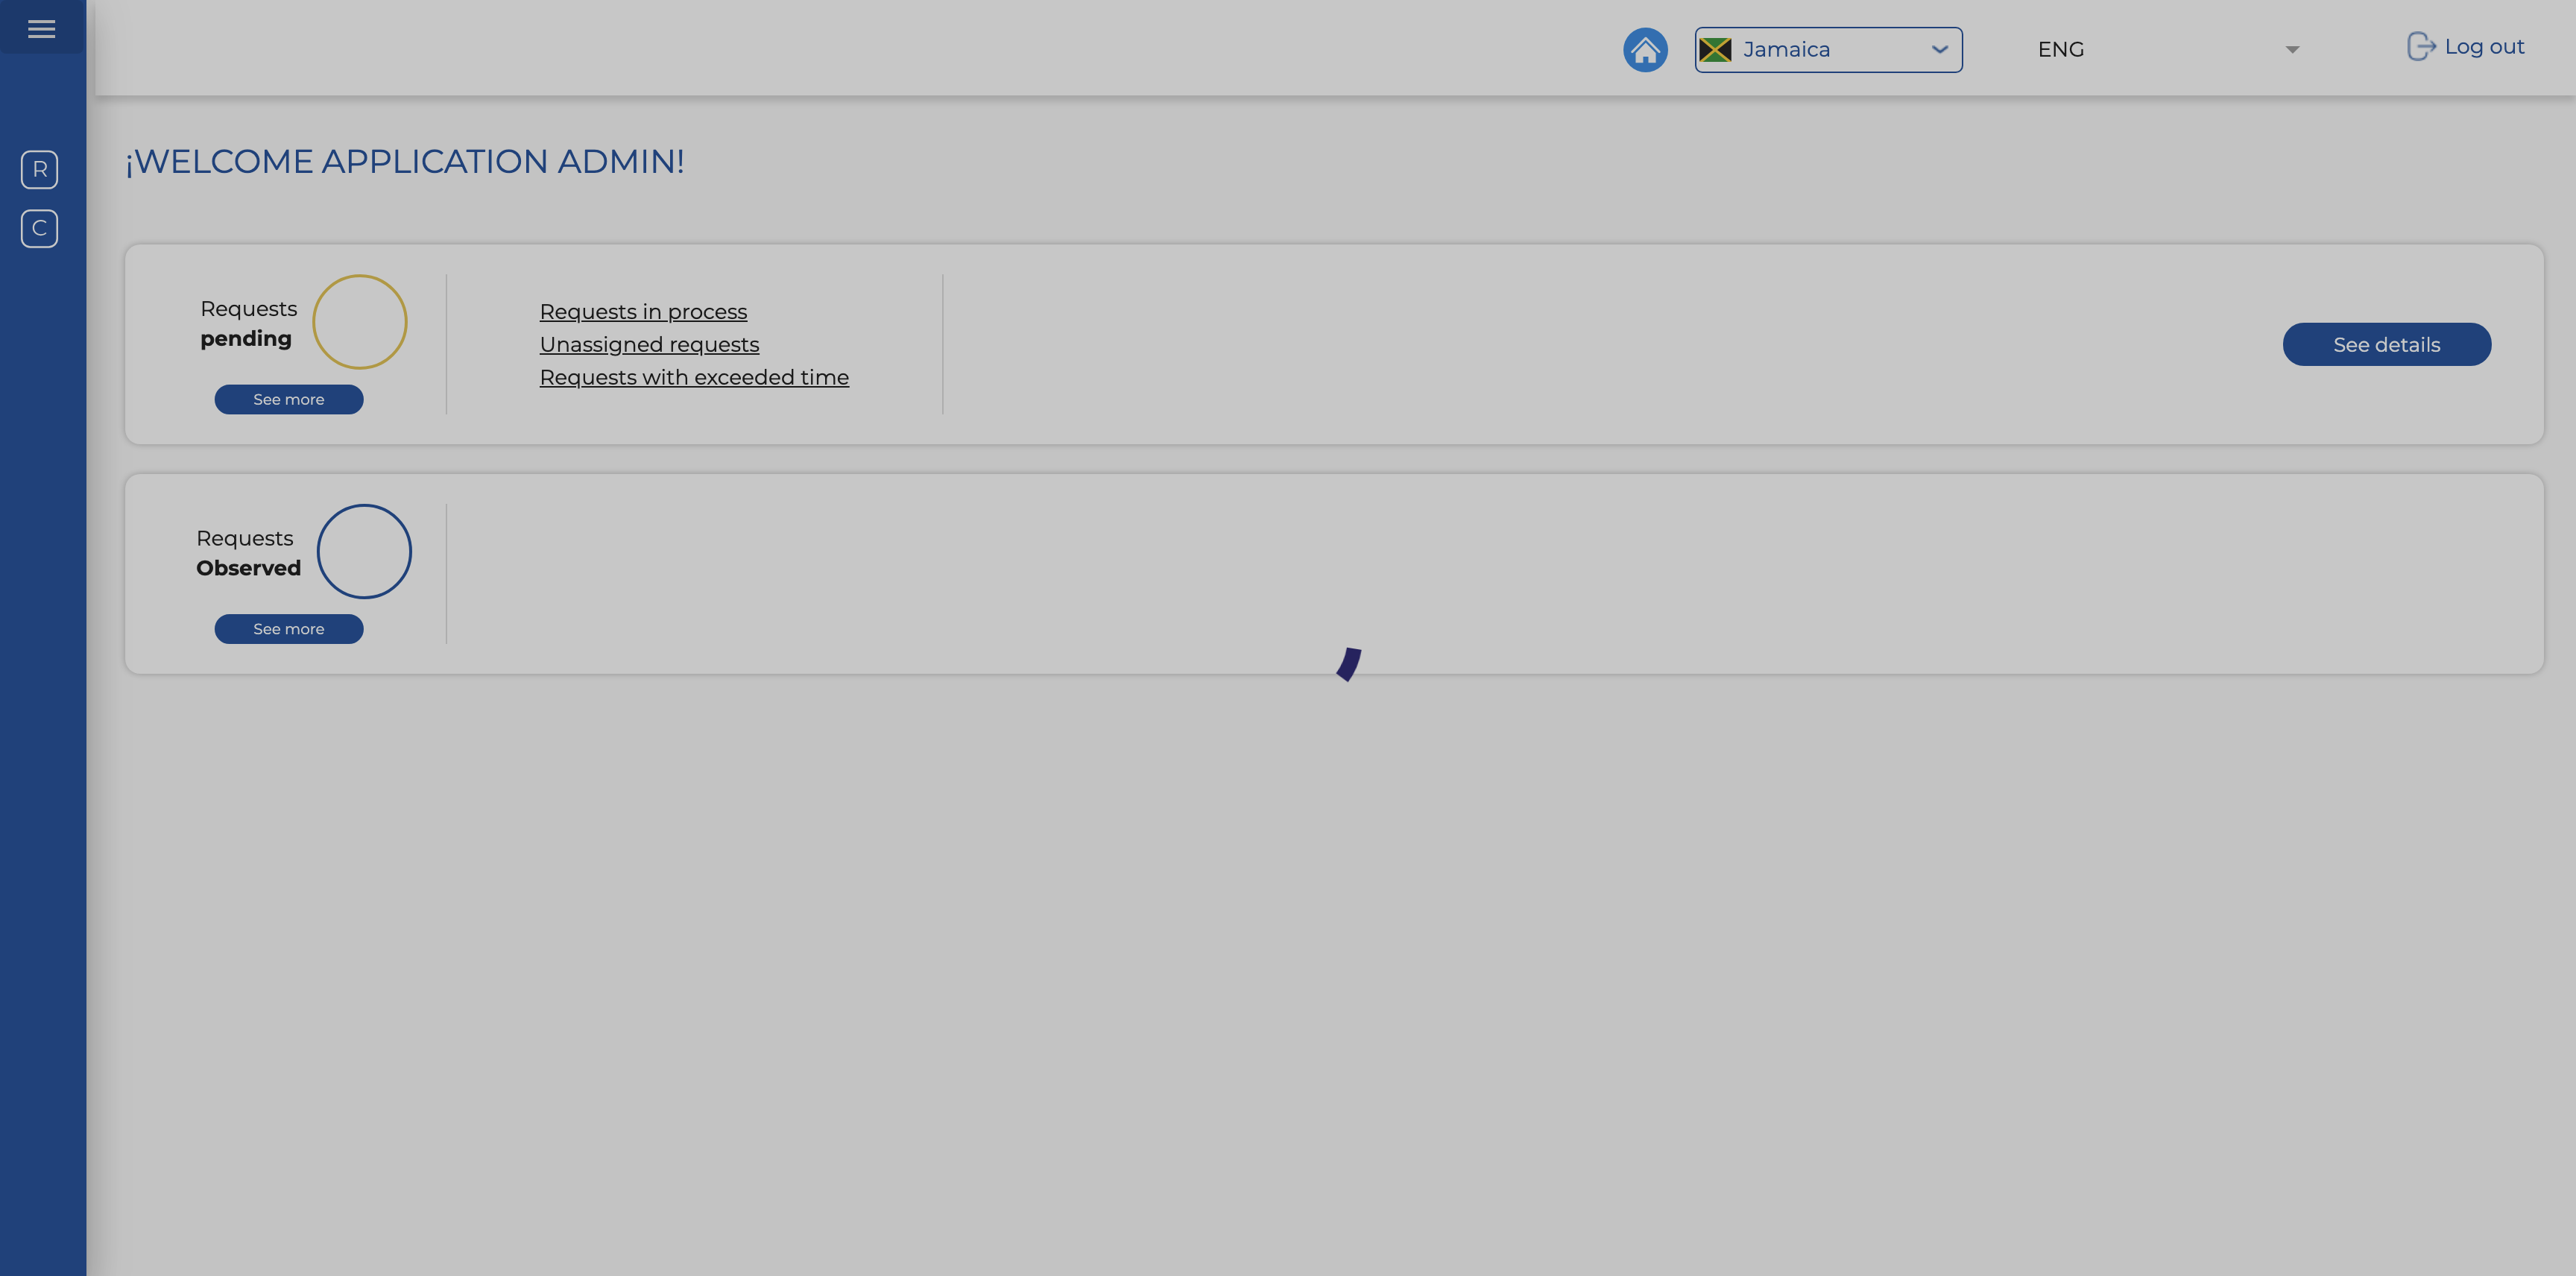 Jamaica
ENG
Log out
R
C
¡WELCOME APPLICATION ADMIN!
Requests
pending
See more
Requests in process
Unassigned requests
Requests with exceeded time
See details
Requests
Observed
See more